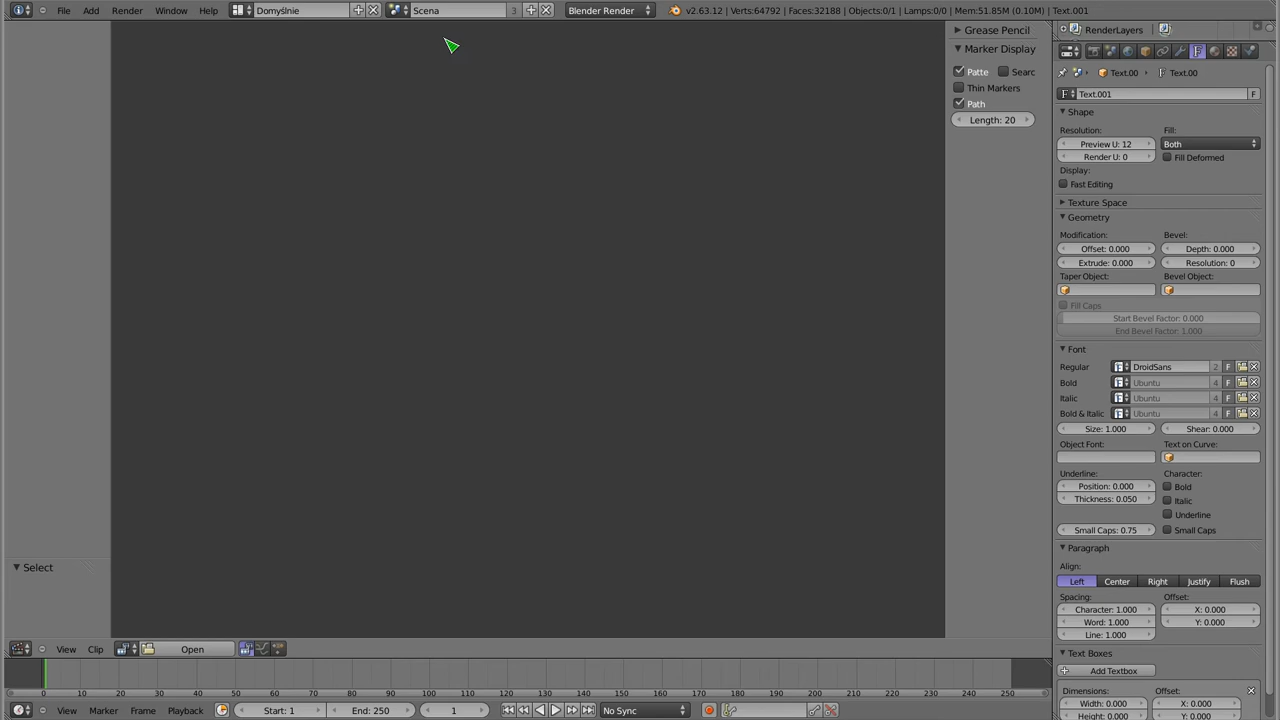 File Add Render Window Help Domyślnie Scena 3 Blender Render v2.63.12 | Verts:64792 | Faces:32188 | Objects:0/1 | Lamps:0/0 | Mem:51.85M (0.10M) | Text.001
Grease Pencil
Marker Display
Patte Searc
Thin Markers
Path
Length: 20
Select
View Clip Open
0 10 20 30 40 50 60 70 80 90 100 110 120 130 140 150 160 170 180 190 200 210 220 230 240 250
View Marker Frame Playback Start: 1 End: 250 1 No Sync
RenderLayers
Text.00 Text.00
F Text.001 F
Shape
Resolution: Fill:
Preview U: 12 Both
Render U: 0 Fill Deformed
Display:
Fast Editing
Texture Space
Geometry
Modification: Bevel:
Offset: 0.000 Depth: 0.000
Extrude: 0.000 Resolution: 0
Taper Object: Bevel Object:
Fill Caps
Start Bevel Factor: 0.000
End Bevel Factor: 1.000
Font
Regular DroidSans 2 F
Bold Ubuntu 4 F
Italic Ubuntu 4 F
Bold & Italic Ubuntu 4 F
Size: 1.000 Shear: 0.000
Object Font: Text on Curve:
Underline: Character:
Position: 0.000 Bold
Thickness: 0.050 Italic
Underline
Small Caps: 0.75 Small Caps
Paragraph
Align:
Left Center Right Justify Flush
Spacing: Offset:
Character: 1.000 X: 0.000
Word: 1.000 Y: 0.000
Line: 1.000
Text Boxes
Add Textbox
Dimensions: Offset:
Width: 0.000 X: 0.000
Height: 0.000 Y: 0.000